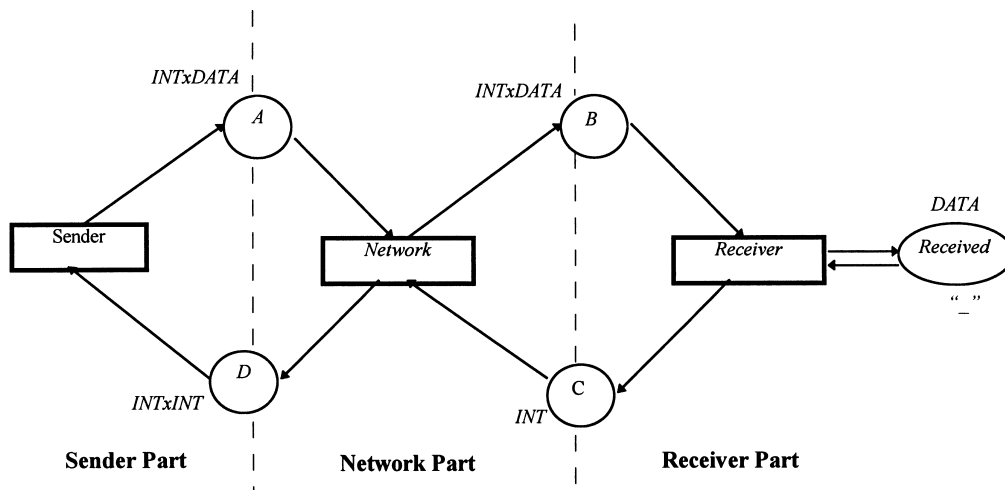 INTxDATA
A
INTxDATA
B
Sender
Network
Receiver
DATA
Received
“_”
D
INTxINT
C
INT
Sender Part
Network Part
Receiver Part